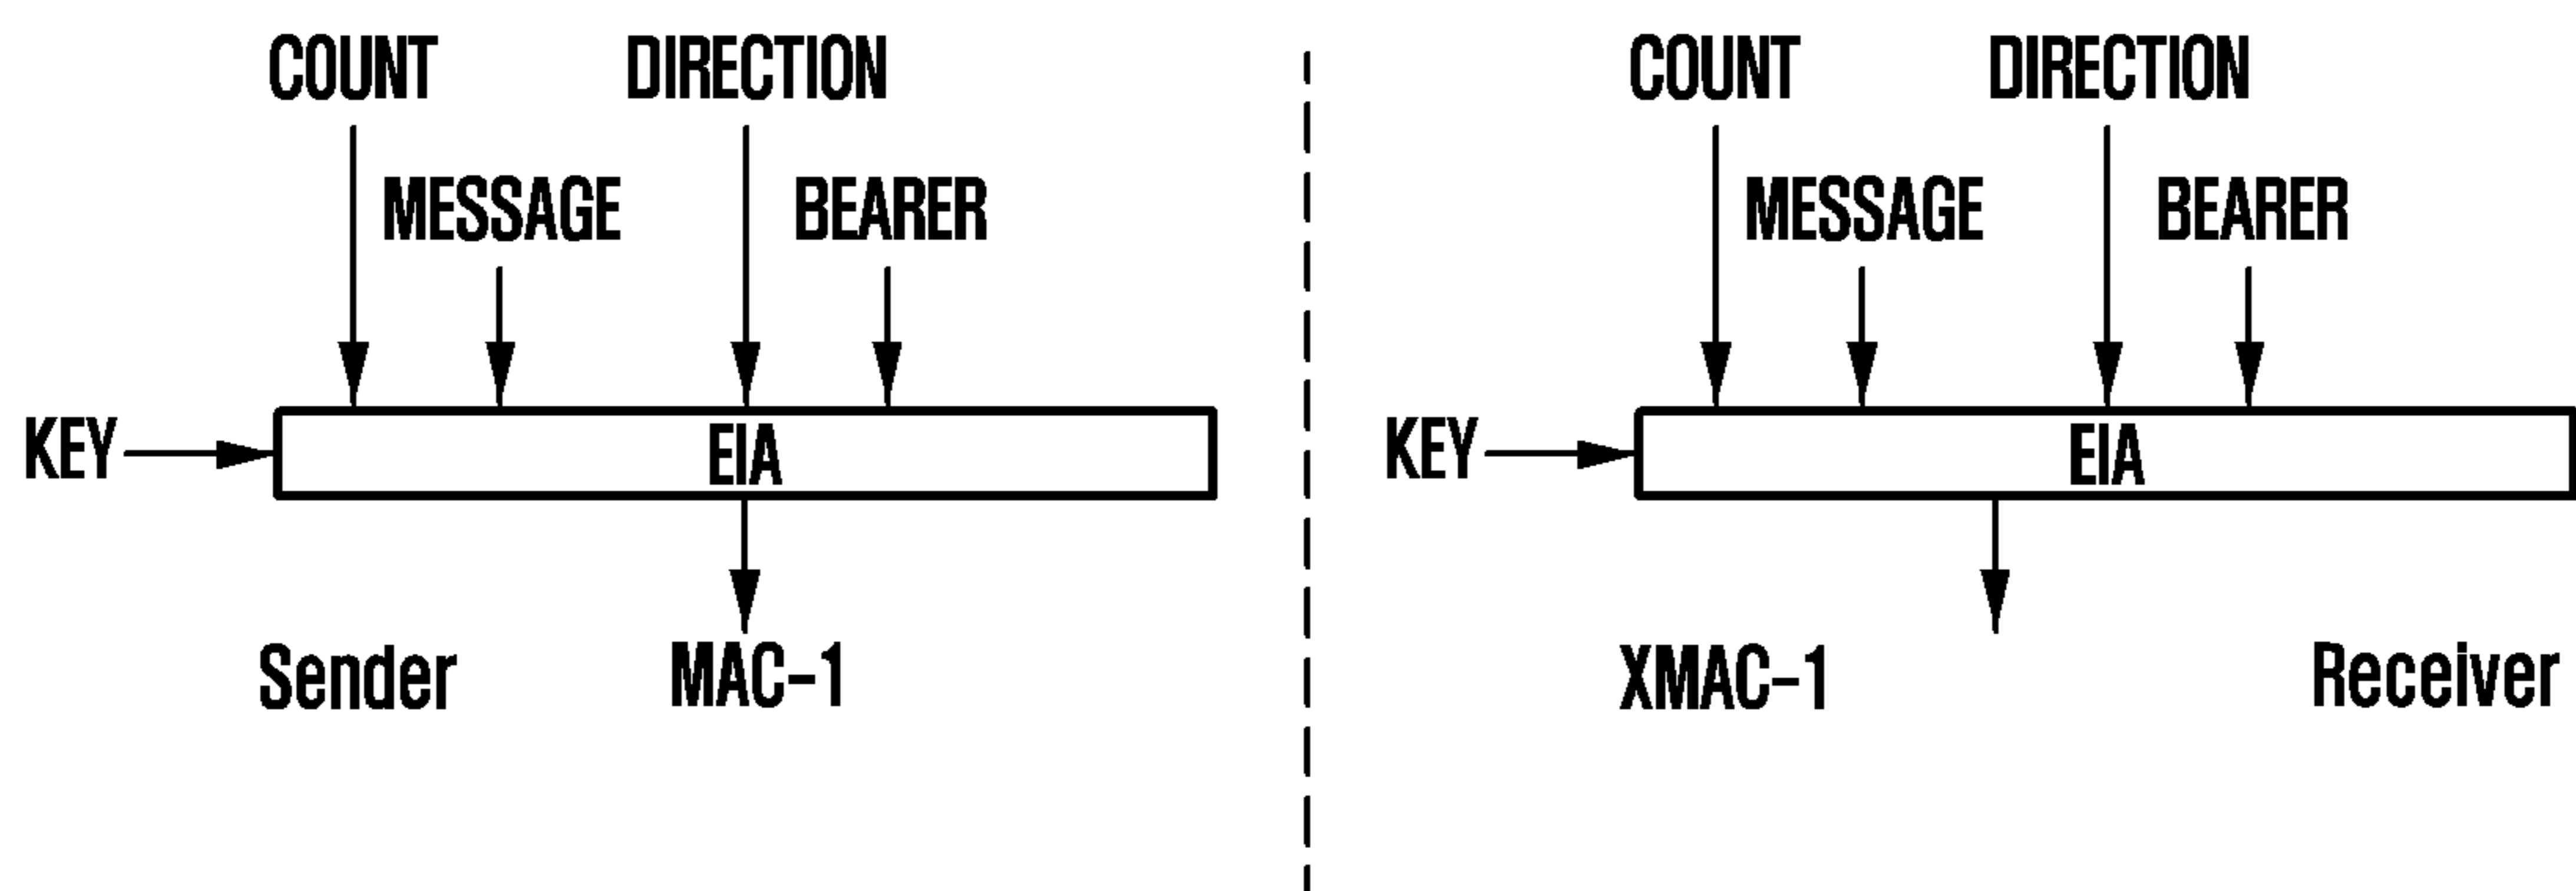 COUNT DIRECTION COUNT DIRECTION
MESSAGE BEARER MESSAGE BEARER
KEY EIA KEY EIA
Sender MAC-1 XMAC-1 Receiver